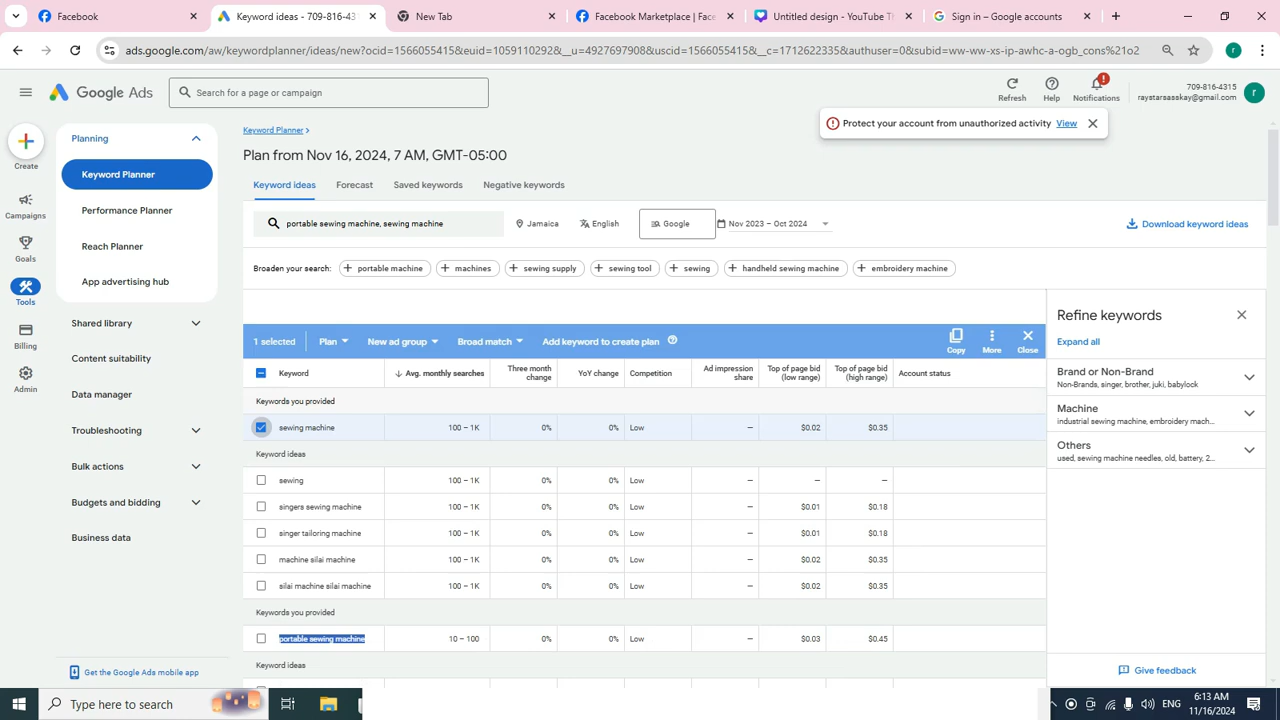 Facebook
Keyword ideas - 709-816-431
New Tab
Facebook Marketplace | Face
Untitled design - YouTube Th
Sign in – Google accounts
ads.google.com/aw/keywordplanner/ideas/new?ocid=1566055415&euid=1059110292&__u=4927697908&uscid=1566055415&__c=1712622335&authuser=0&subid=ww-ww-xs-ip-awhc-a-ogb_cons%21o2
r
Google Ads
Search for a page or campaign
Refresh
Help
Notifications
709-816-4315
raystarsasskay@gmail.com
r
Protect your account from unauthorized activity View
Create
Campaigns
Goals
Tools
Billing
Admin
Planning
Keyword Planner
Performance Planner
Reach Planner
App advertising hub
Shared library
Content suitability
Data manager
Troubleshooting
Bulk actions
Budgets and bidding
Business data
Get the Google Ads mobile app
Keyword Planner
Plan from Nov 16, 2024, 7 AM, GMT-05:00
Keyword ideas Forecast Saved keywords Negative keywords
portable sewing machine, sewing machine Jamaica English Google Nov 2023 – Oct 2024 Download keyword ideas
Broaden your search: portable machine machines sewing supply sewing tool sewing handheld sewing machine embroidery machine
1 selected Plan New ad group Broad match Add keyword to create plan Copy More Close
Keyword Avg. monthly searches Three month change YoY change Competition Ad impression share Top of page bid (low range) Top of page bid (high range) Account status
Keywords you provided
sewing machine 100 – 1K 0% 0% Low — $0.02 $0.35
Keyword ideas
sewing 100 – 1K 0% 0% Low — — —
singers sewing machine 100 – 1K 0% 0% Low — $0.01 $0.18
singer tailoring machine 100 – 1K 0% 0% Low — $0.01 $0.18
machine silai machine 100 – 1K 0% 0% Low — $0.02 $0.35
silai machine silai machine 100 – 1K 0% 0% Low — $0.02 $0.35
Keywords you provided
portable sewing machine 10 – 100 0% 0% Low — $0.03 $0.45
Keyword ideas
Refine keywords
Expand all
Brand or Non-Brand
Non-Brands, singer, brother, juki, babylock
Machine
industrial sewing machine, embroidery mach...
Others
used, sewing machine needles, old, battery, 2...
Give feedback
Type here to search
ENG
6:13 AM
11/16/2024